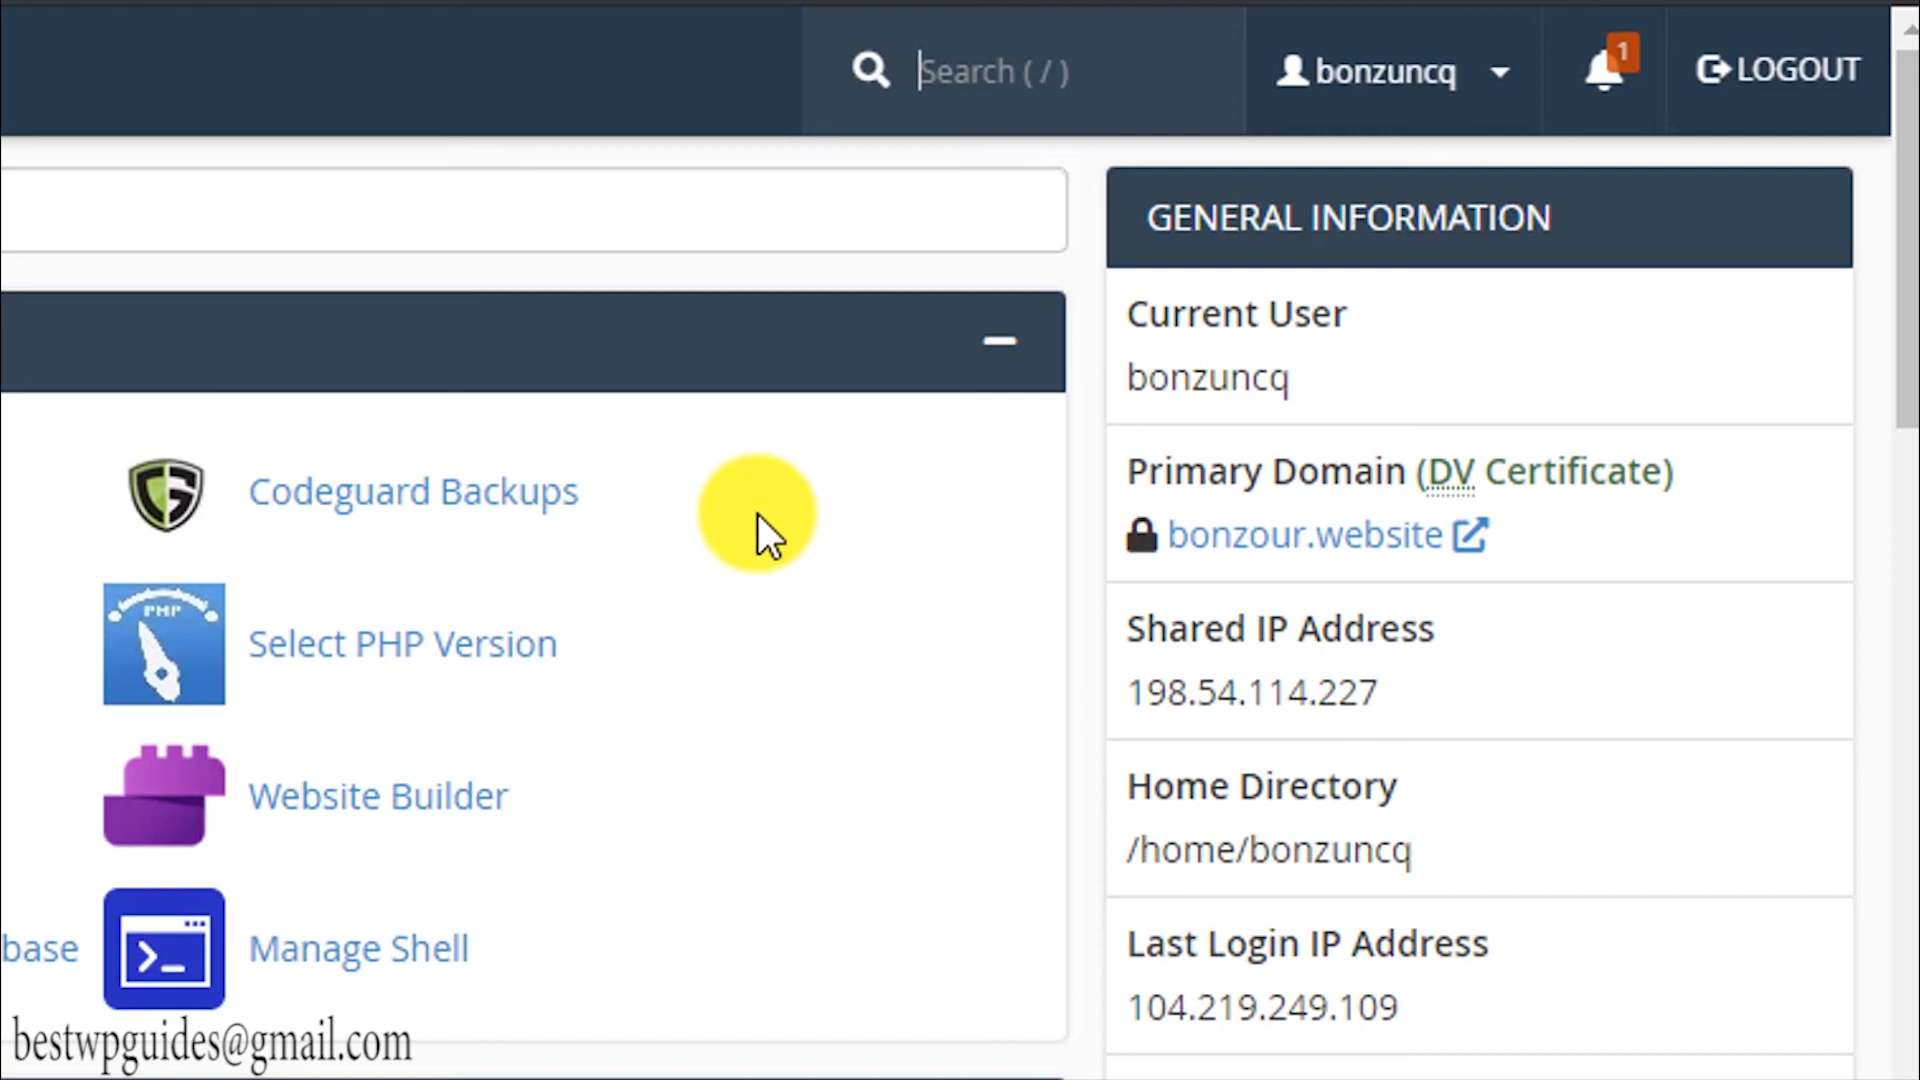 Search ( / )
bonzuncq
1
LOGOUT
GENERAL INFORMATION
Current User
bonzuncq
Primary Domain (DV Certificate)
bonzour.website
Shared IP Address
198.54.114.227
Home Directory
/home/bonzuncq
Last Login IP Address
104.219.249.109
Codeguard Backups
PHP
Select PHP Version
Website Builder
base
Manage Shell
bestwpguides@gmail.com